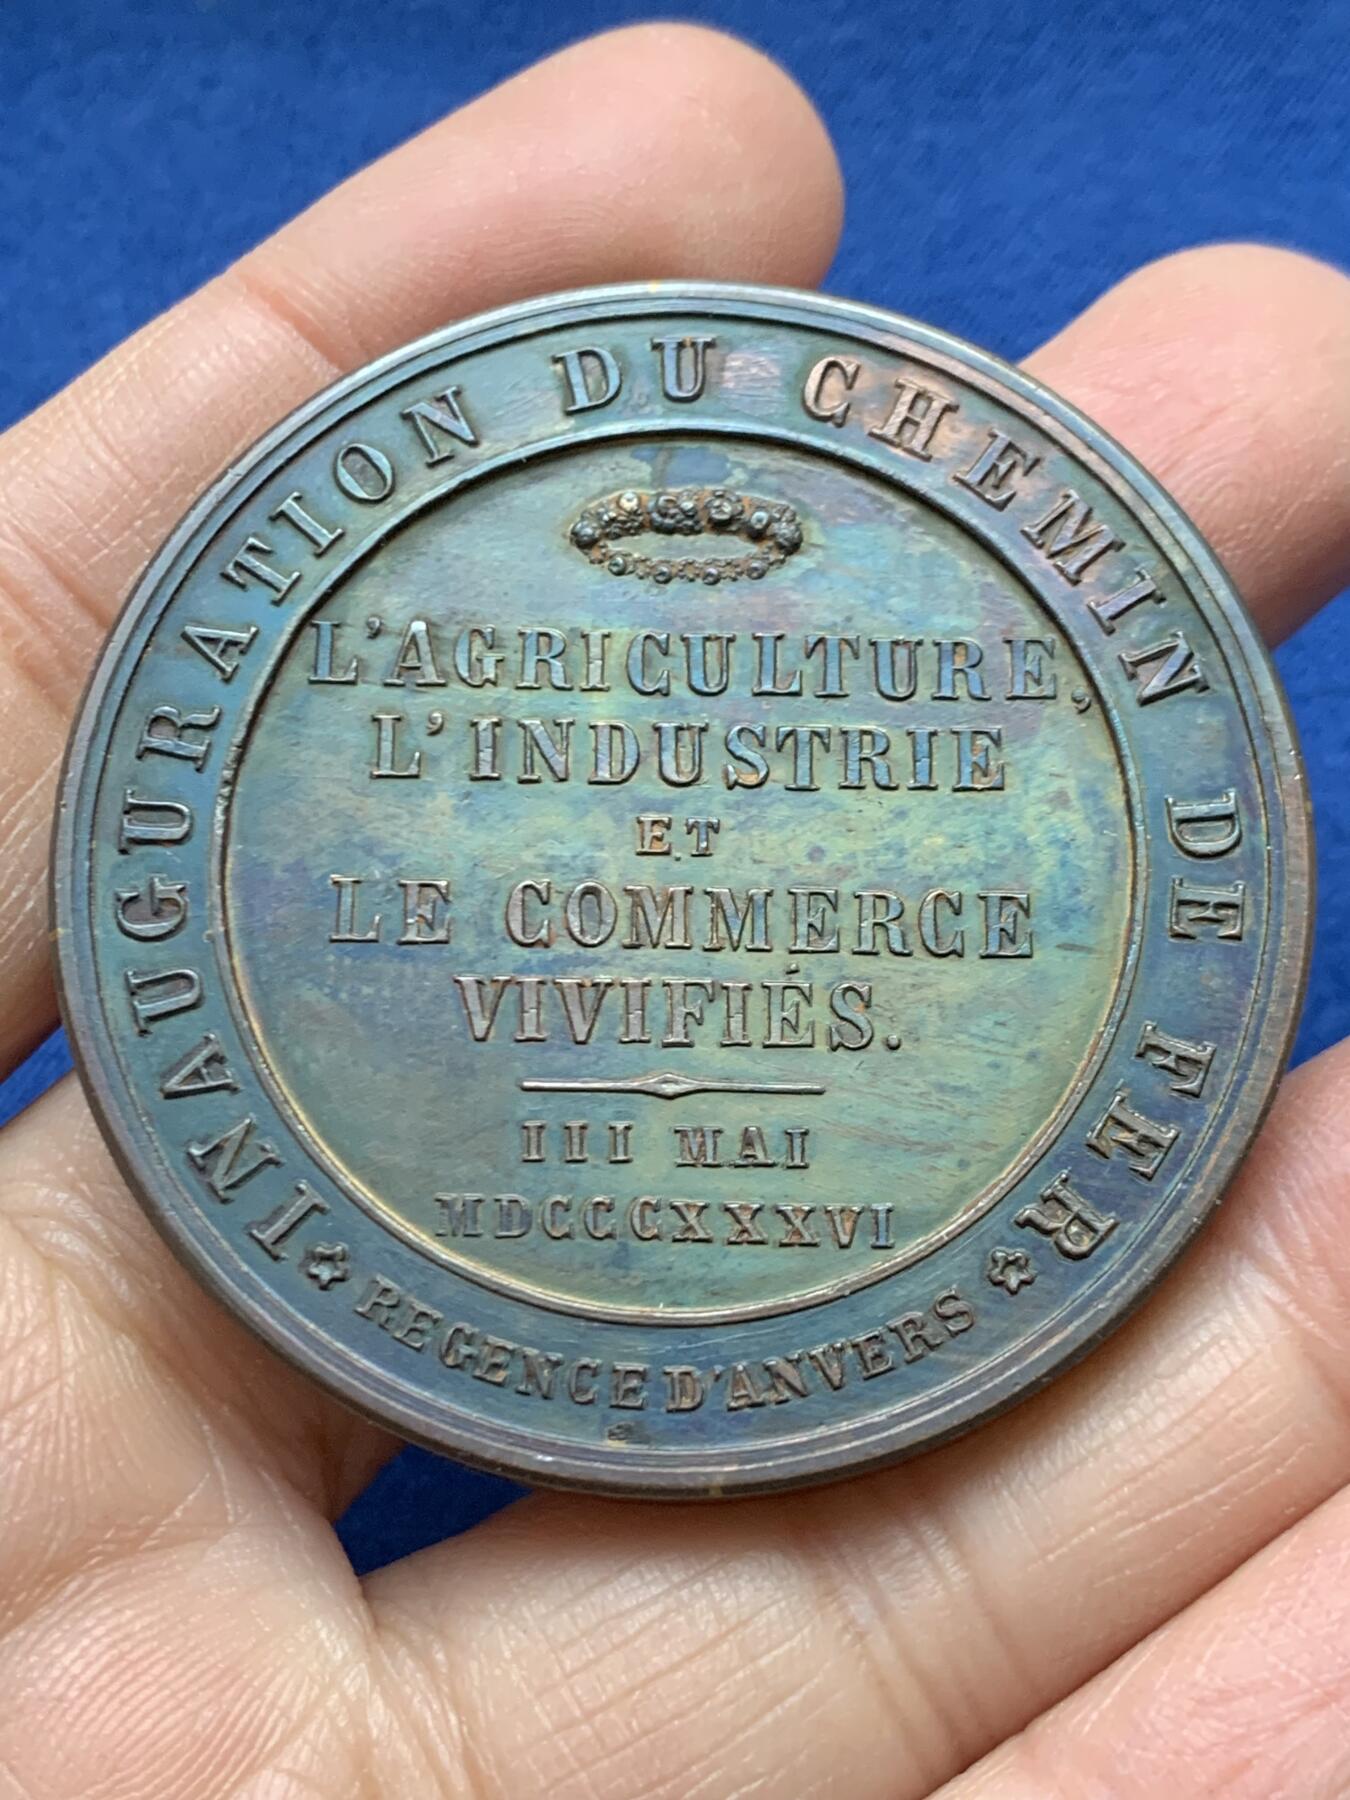 INAUGURATION DU CHEMIN DE FER
L'AGRICULTURE,
L'INDUSTRIE
ET
LE COMMERCE
VIVIFIÉS.
III MAI
MDCCCXXXVI
REGENCE D'ANVERS